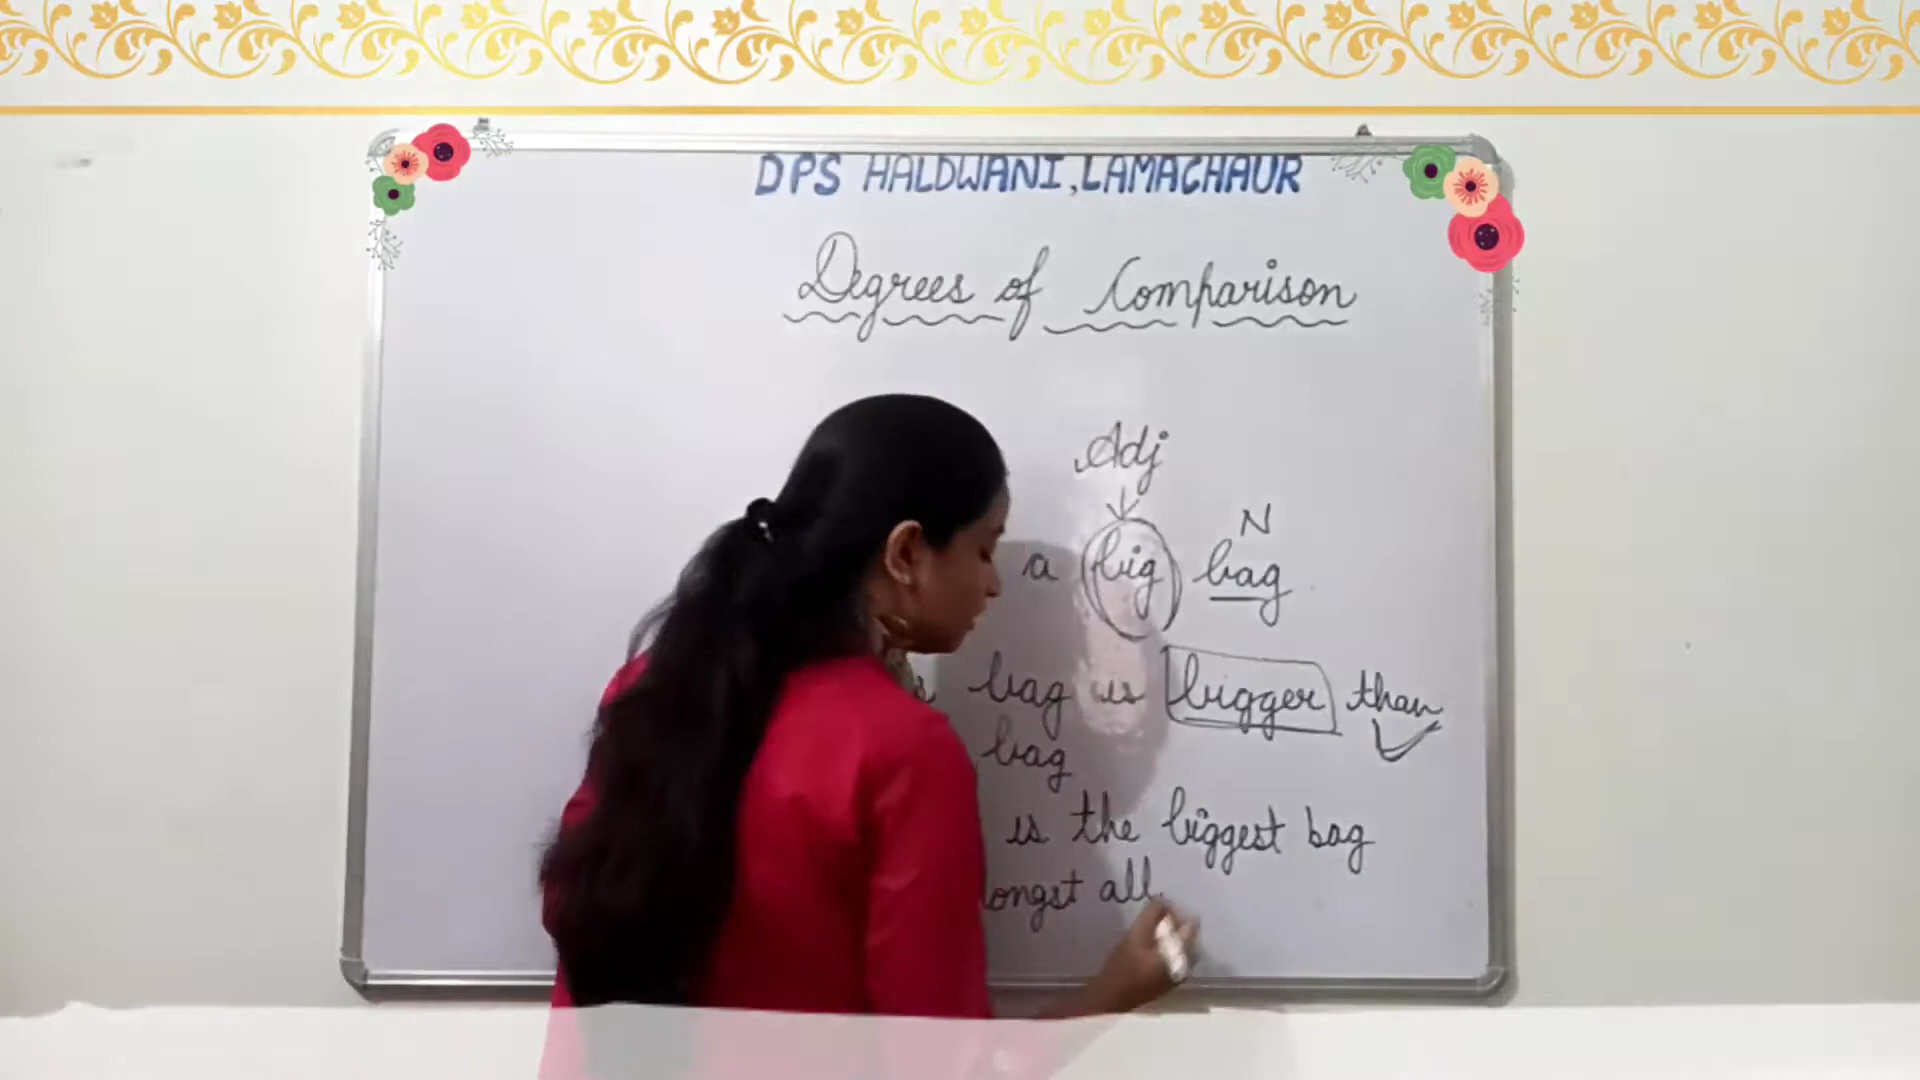 DPS HALDWANI, LAMACHAUR
Degrees of Comparison
Adj
N
a big bag
bag is bigger than
bag
is the biggest bag
ongst all.